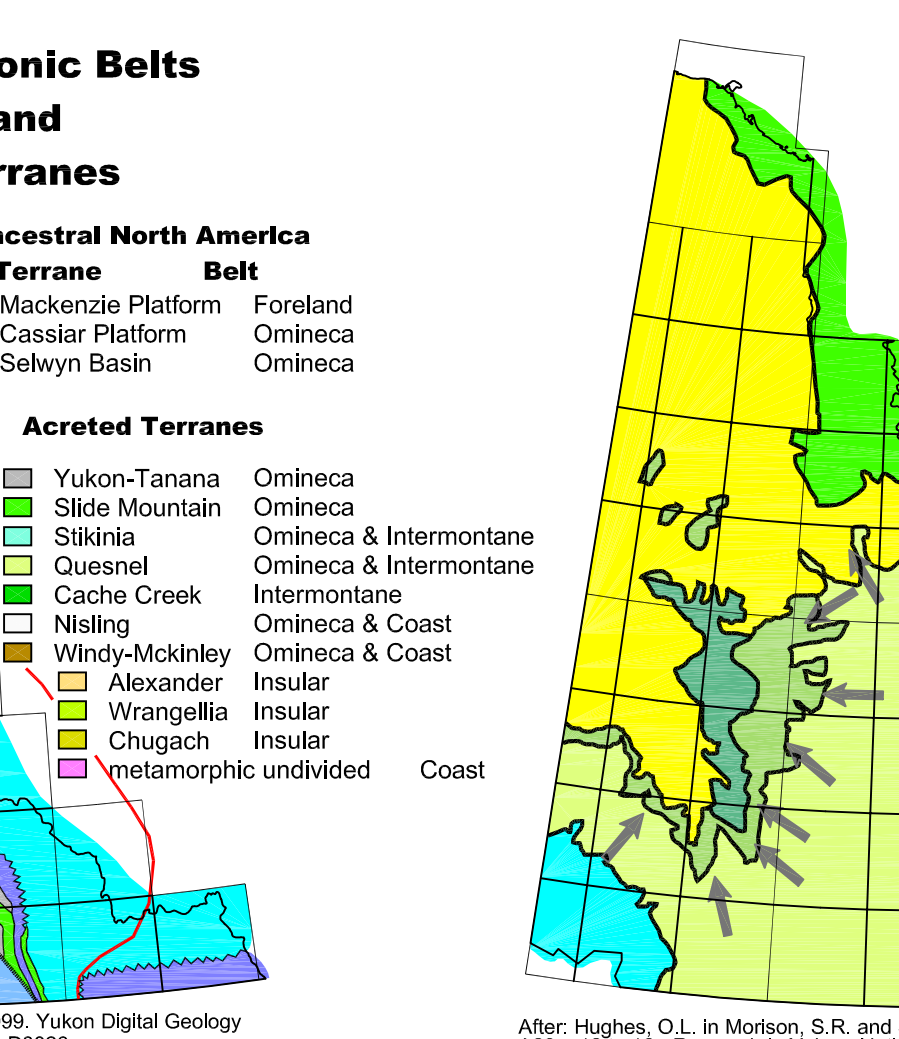 onic Belts
and
rranes
ncestral North AmerIca
Terrane Belt
Mackenzie Platform Foreland
Cassiar Platform Omineca
Selwyn Basin Omineca
Acreted Terranes
Yukon-Tanana Omineca
Slide Mountain Omineca
Stikinia Omineca & Intermontane
Quesnel Omineca & Intermontane
Cache Creek Intermontane
Nisling Omineca & Coast
Windy-Mckinley Omineca & Coast
Alexander Insular
Wrangellia Insular
Chugach Insular
metamorphic undivided Coast
99. Yukon Digital Geology
After: Hughes, O.L. in Morison, S.R. and